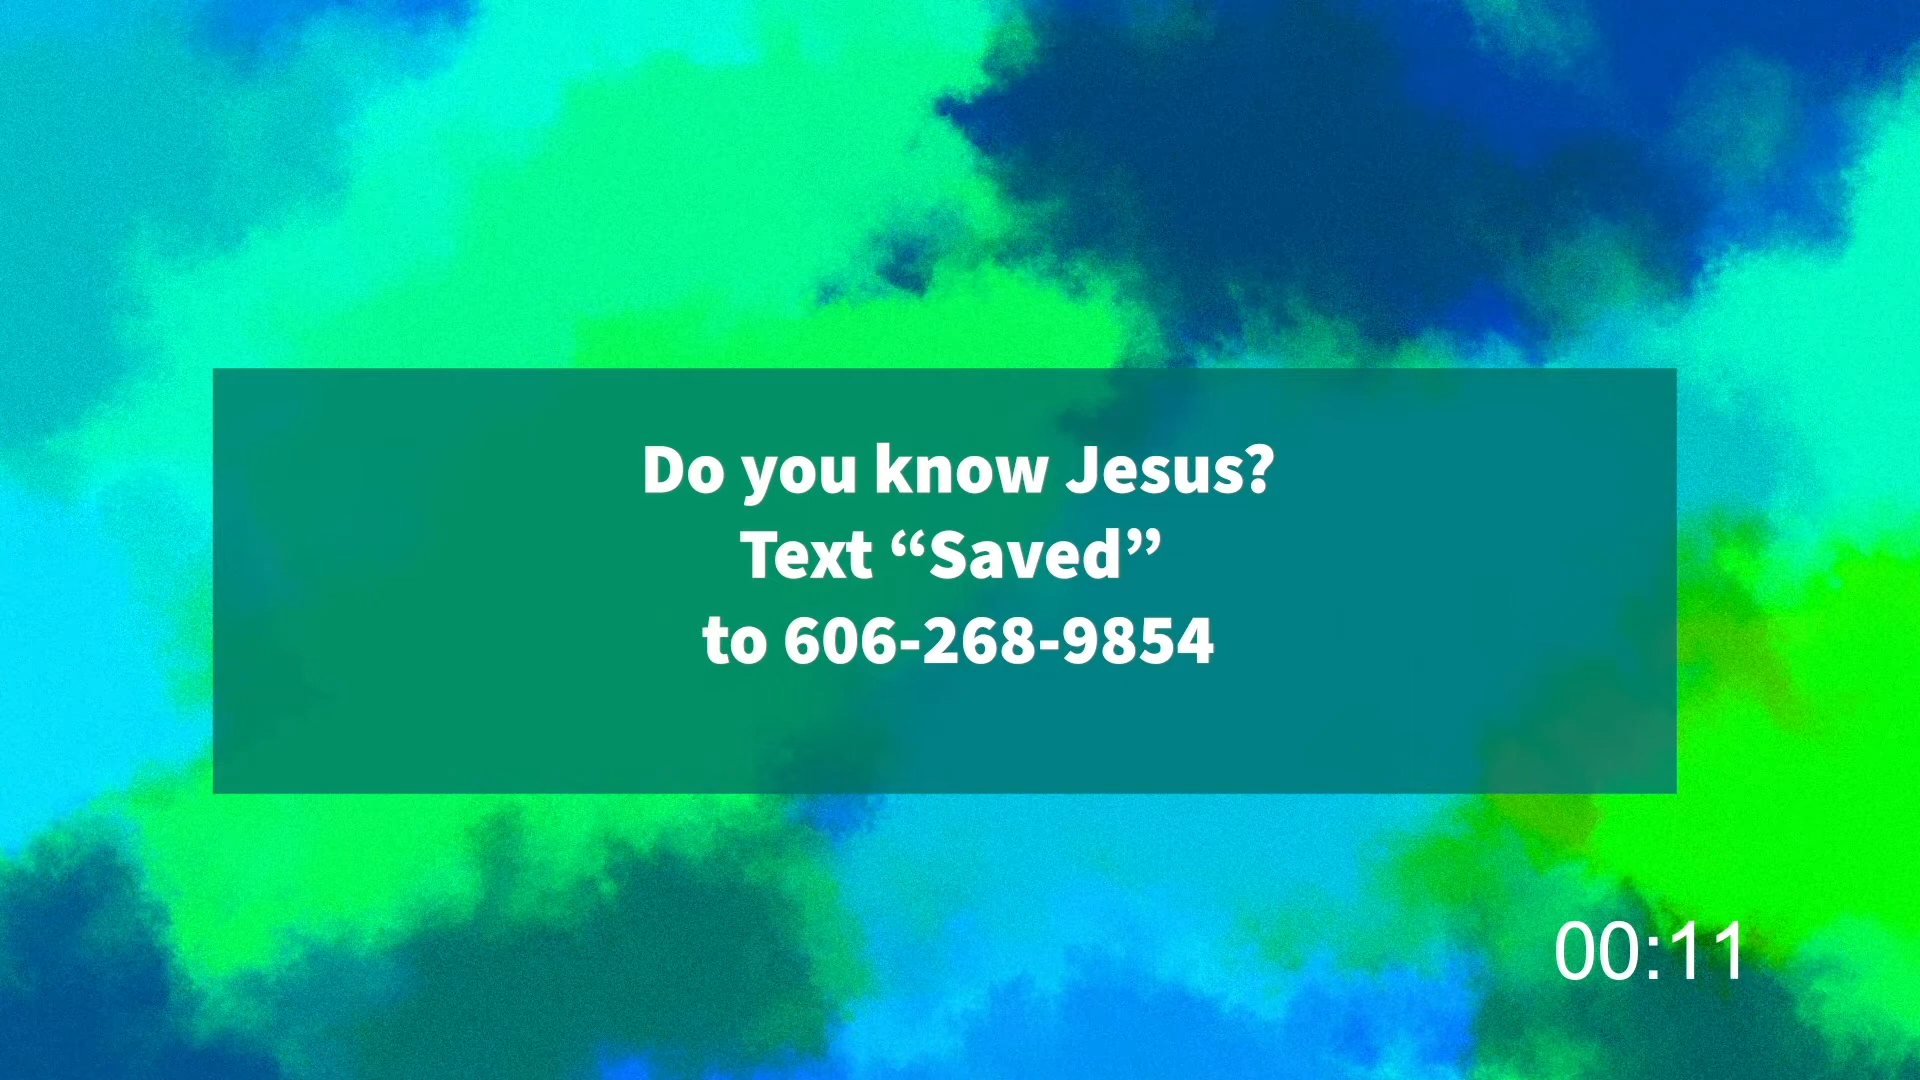 Do you know Jesus?
Text “Saved”
to 606-268-9854
00:11